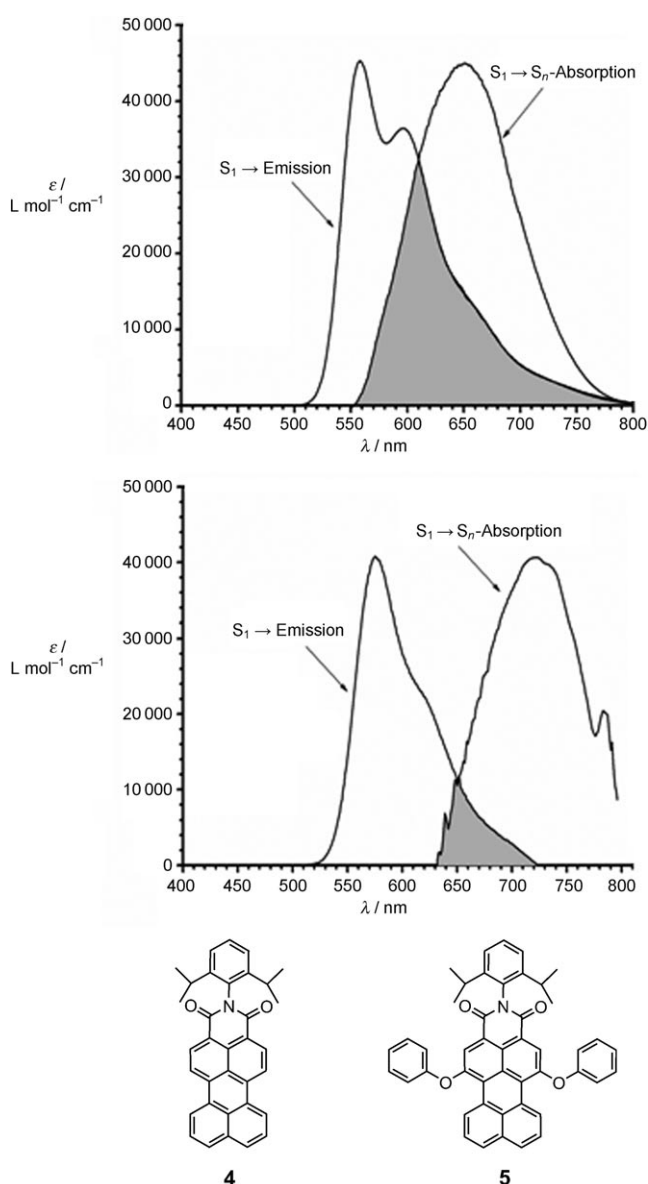 50 000
S1 → Sn-Absorption
40 000
S1 → Emission
30 000
ε /
L mol–1 cm–1
20 000
10 000
0
400 450 500 550 600 650 700 750 800
λ / nm
50 000
S1 → Sn-Absorption
40 000
S1 → Emission
30 000
ε /
L mol–1 cm–1
20 000
10 000
0
400 450 500 550 600 650 700 750 800
λ / nm
O N O O N O
O O
4 5